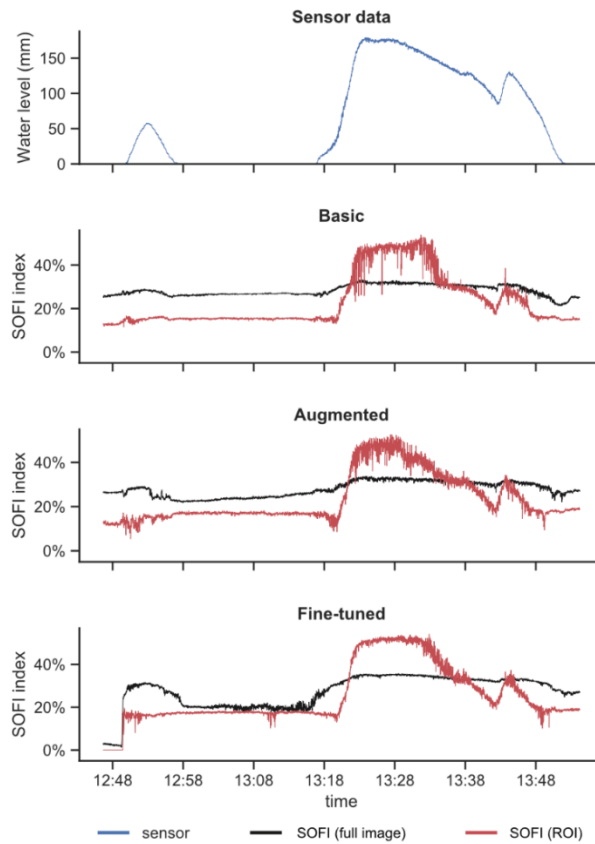 Sensor data
Water level (mm)
150
100
50
0
Basic
SOFI index
40%
20%
0%
Augmented
SOFI index
40%
20%
0%
Fine-tuned
SOFI index
40%
20%
0%
12:48 12:58 13:08 13:18 13:28 13:38 13:48
time
sensor SOFI (full image) SOFI (ROI)